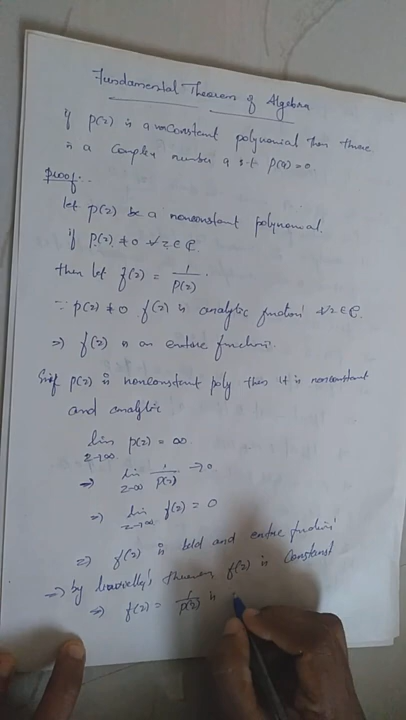 Fundamental Theorem of Algebra
if p(z) is a nonconstant polynomial then there
is a complex number a s.t p(a)=0.
Proof:-
let p(z) be a nonconstant polynomial.
if p(z) ≠ 0 ∀ z ∈ ℂ
then let f(z) = 1/p(z).
∵ p(z) ≠ 0 f(z) is analytic function ∀ z ∈ ℂ.
⇒ f(z) is an entire function.
p(z) is nonconstant poly then it is nonconstant
and analytic
lim z→∞ p(z) = ∞
⇒ lim z→∞ 1/p(z) → 0
⇒ lim z→∞ f(z) = 0
⇒ f(z) is bdd and entire function
⇒ by theorem f(z) is constant
⇒ f(z) = 1/p(z) is